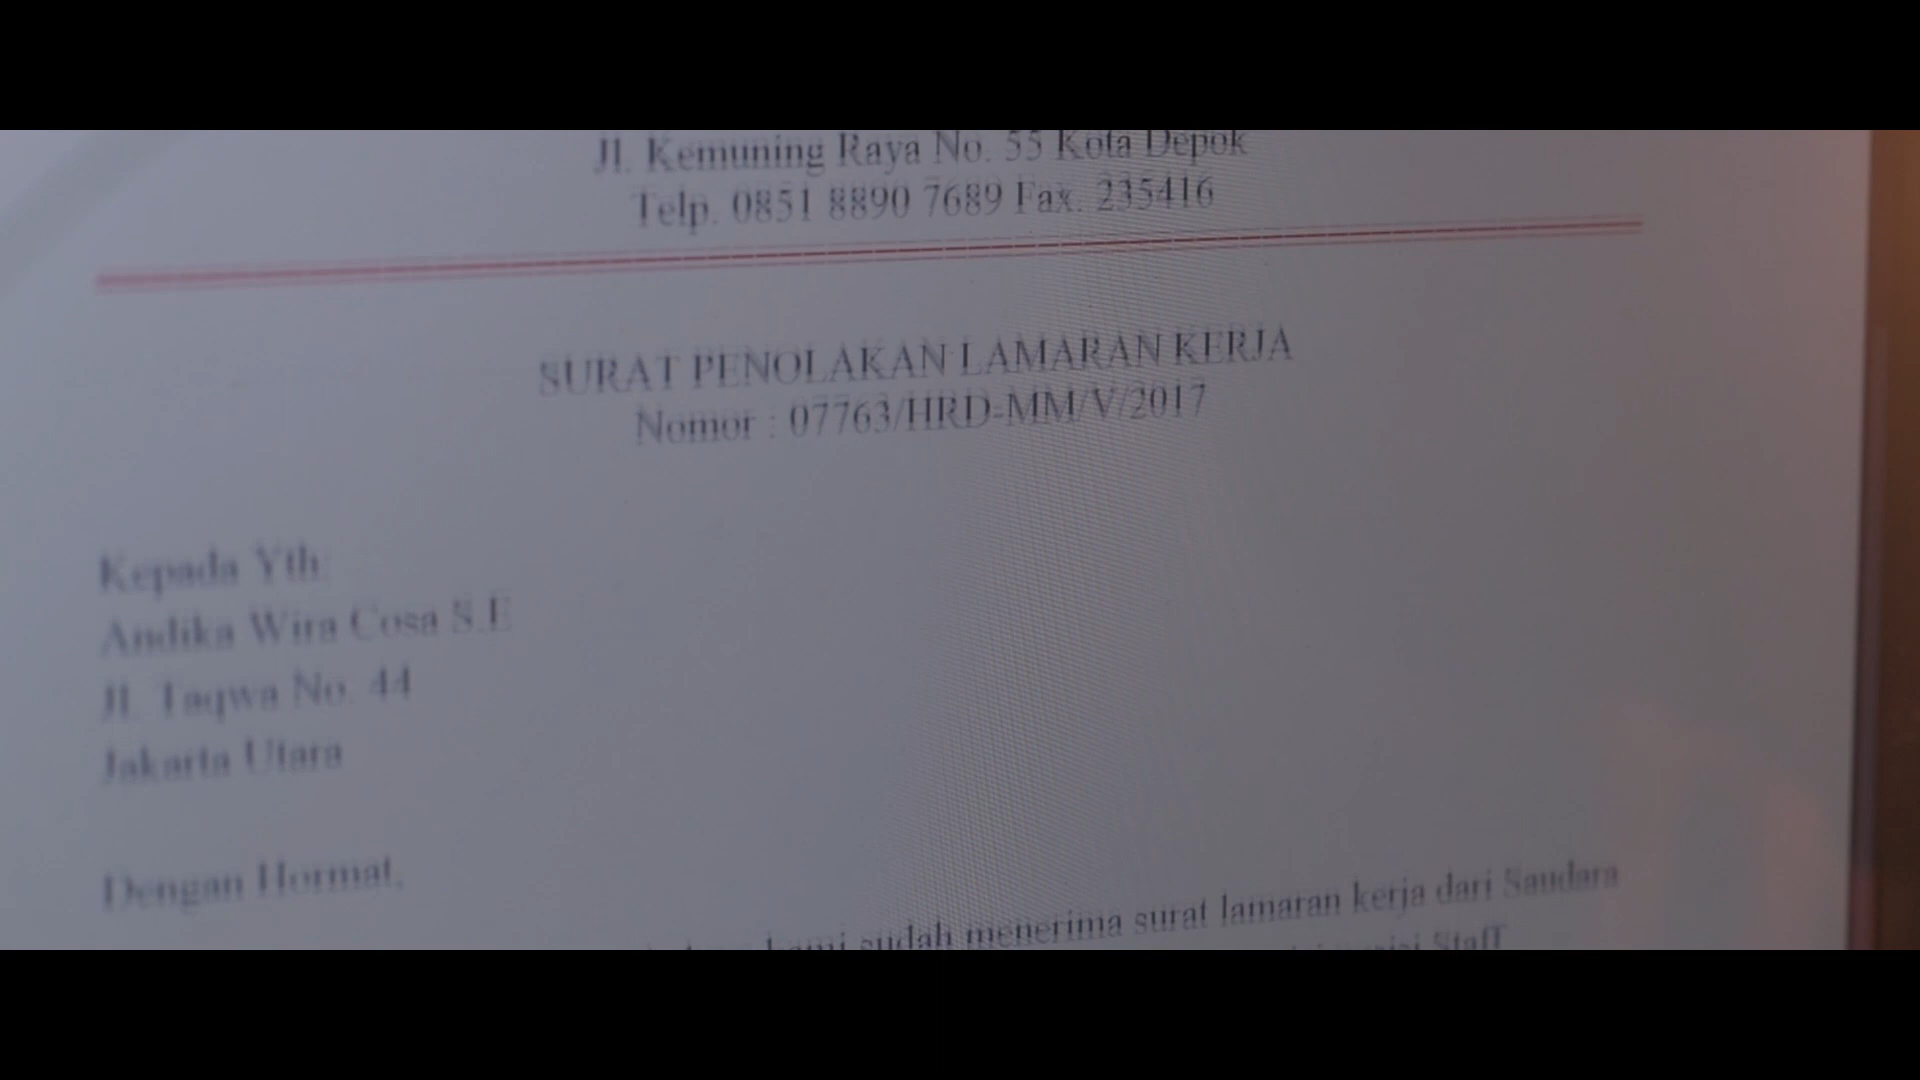 Jl. Kemuning Raya No. 55 Kota Depok
Telp. 0851 8890 7689 Fax. 235416
SURAT PENOLAKAN LAMARAN KERJA
Nomor : 07763/HRD-MM/V/2017
Kepada Yth:
Andika Wira Cosa S.E
Jl. Taqwa No. 44
Jakarta Utara
Dengan Hormat,
kami sudah menerima surat lamaran kerja dari Saudara
posisi Staff